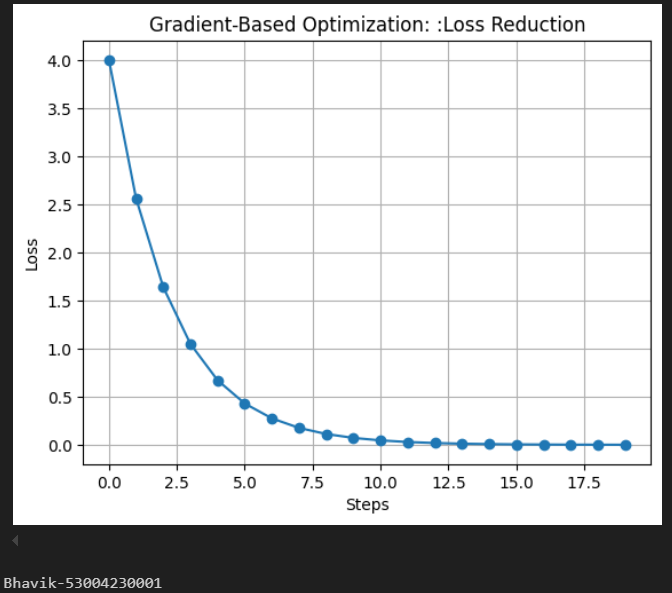 Gradient-Based Optimization: :Loss Reduction
4.0
3.5
3.0
2.5
2.0
1.5
1.0
0.5
0.0
Loss
0.0 2.5 5.0 7.5 10.0 12.5 15.0 17.5
Steps
Bhavik-53004230001